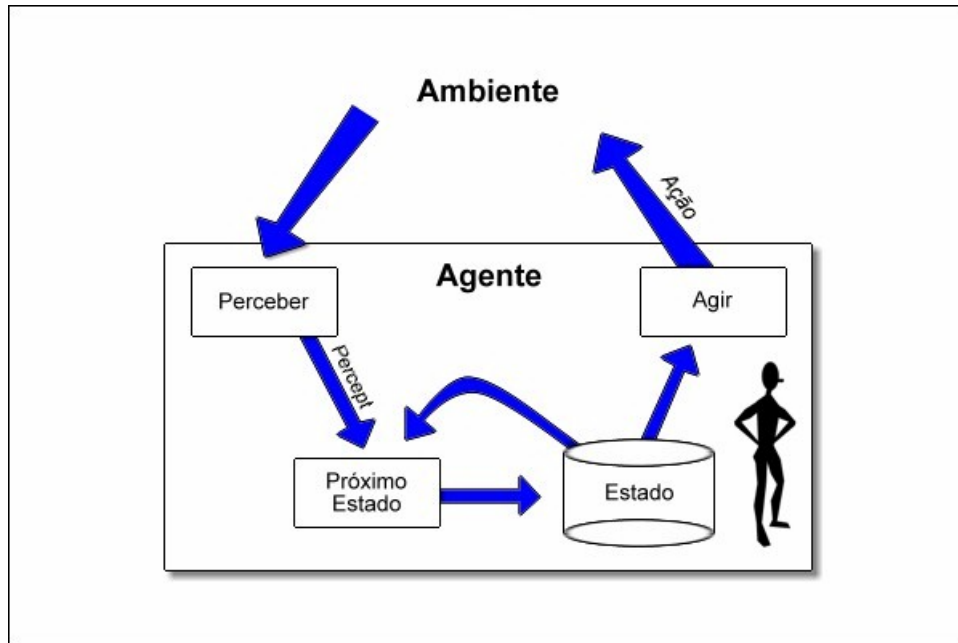 Ambiente
Ação
Agente
Perceber
Agir
Percept
Próximo
Estado
Estado